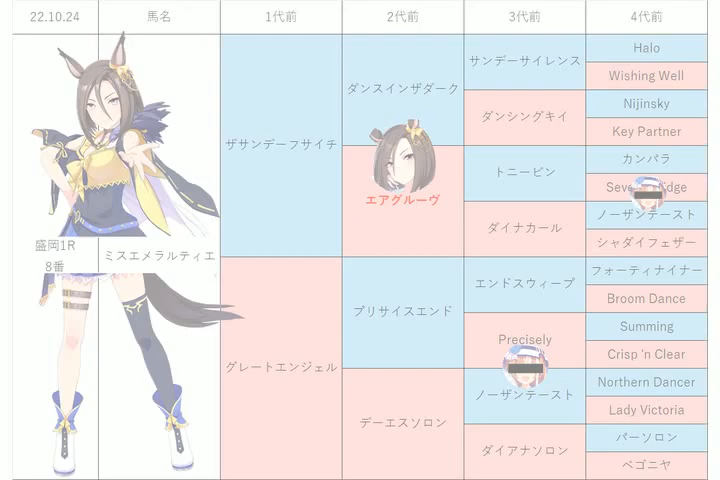 22.10.24 馬名 1代前 2代前 3代前 4代前
盛岡1R
8番
ミスエメラルティエ
ザサンデーフサイチ
グレートエンジェル
ダンスインザダーク
エアグルーヴ
プリサイスエンド
デーエスソロン
サンデーサイレンス
ダンシングキイ
トニービン
ダイナカール
エンドスウィープ
Precisely
ノーザンテースト
ダイアナソロン
Halo
Wishing Well
Nijinsky
Key Partner
カンパラ
ノーザンテースト
シャダイフェザー
フォーティナイナー
Broom Dance
Summing
Crisp 'n Clear
Northern Dancer
Lady Victoria
パーソロン
ベゴニヤ